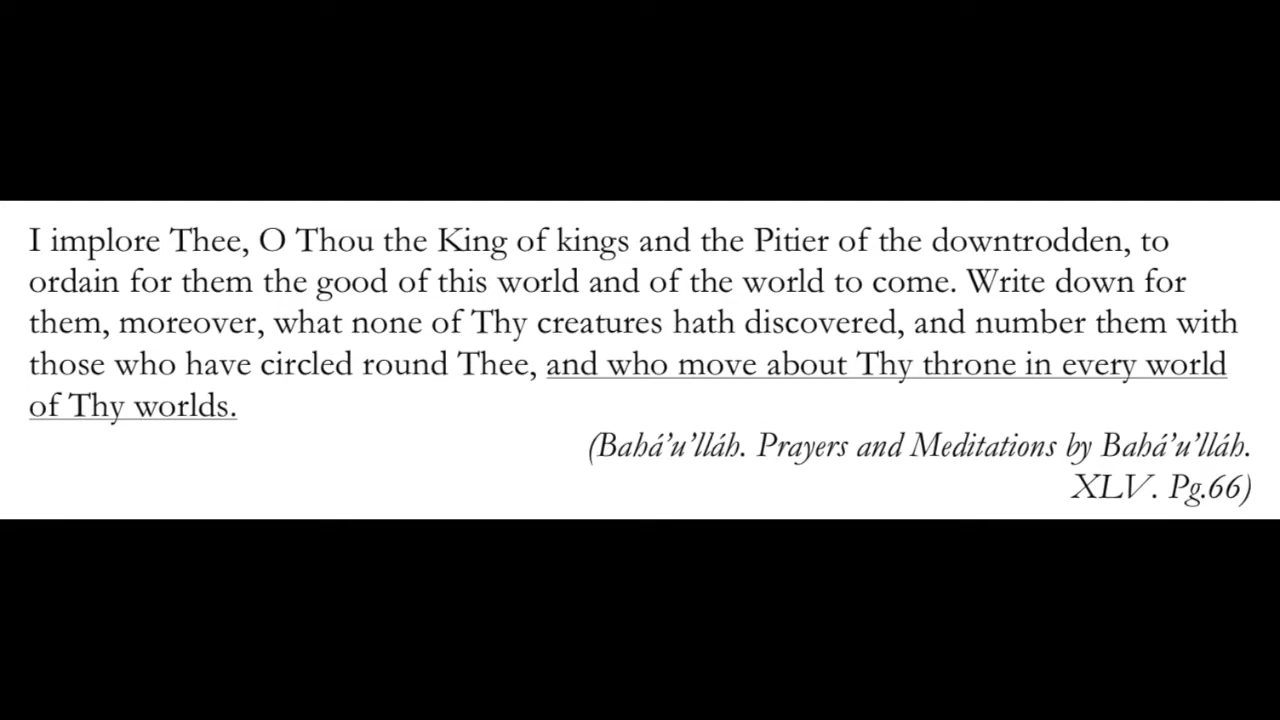 I implore Thee, O Thou the King of kings and the Pitier of the downtrodden, to
ordain for them the good of this world and of the world to come. Write down for
them, moreover, what none of Thy creatures hath discovered, and number them with
those who have circled round Thee, and who move about Thy throne in every world
of Thy worlds.
(Bahá’u’lláh. Prayers and Meditations by Bahá’u’lláh.
XLV. Pg.66)